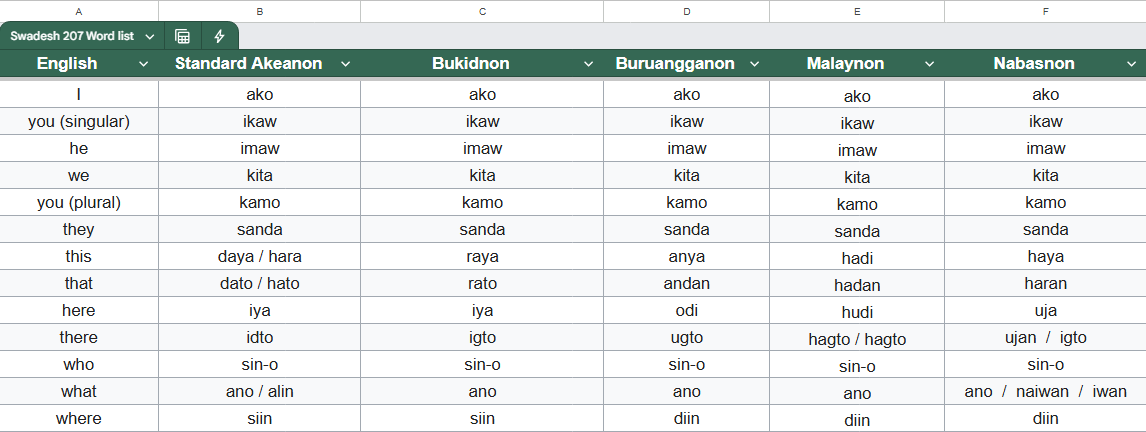 A B C D E F
Swadesh 207 Word list
English Standard Akeanon Bukidnon Buruangganon Malaynon Nabasnon
I ako ako ako ako ako
you (singular) ikaw ikaw ikaw ikaw ikaw
he imaw imaw imaw imaw imaw
we kita kita kita kita kita
you (plural) kamo kamo kamo kamo kamo
they sanda sanda sanda sanda sanda
this daya / hara raya anya hadi haya
that dato / hato rato andan hadan haran
here iya iya odi hudi uja
there idto igto ugto hagto / hagto ujan / igto
who sin-o sin-o sin-o sin-o sin-o
what ano / alin ano ano ano ano / naiwan / iwan
where siin siin diin diin diin